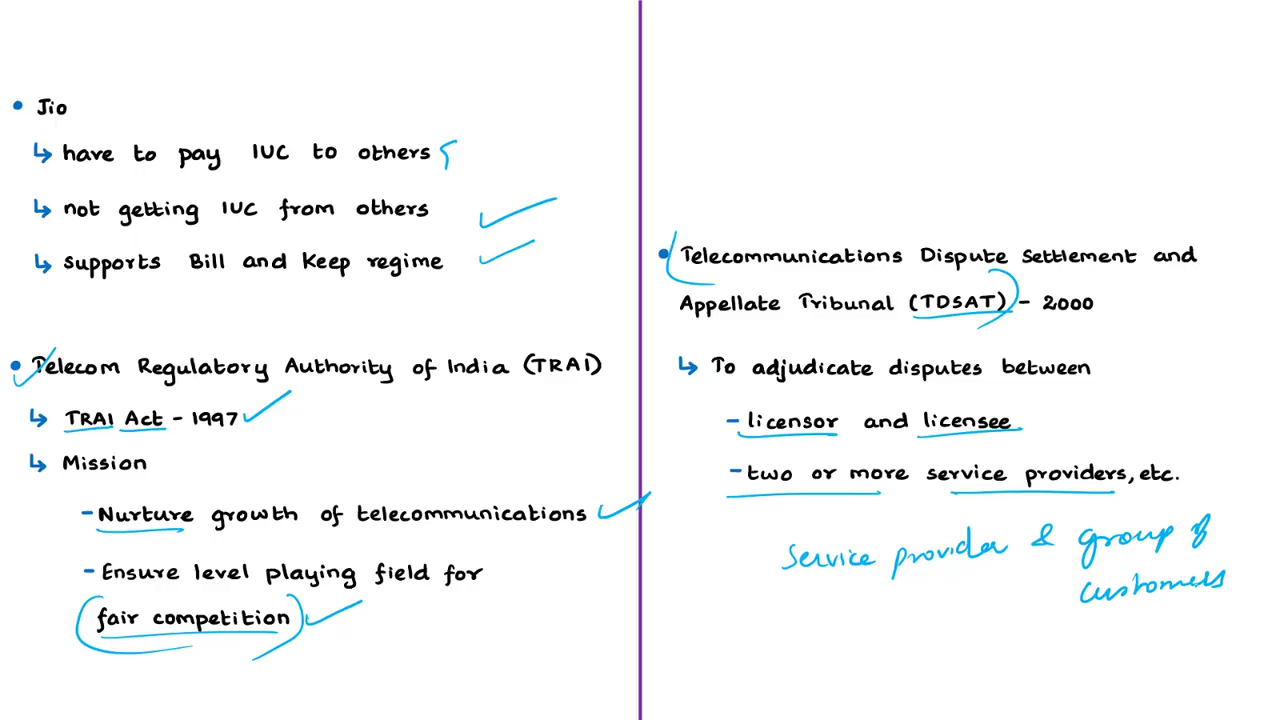 • Jio
↳ have to pay IUC to others
↳ not getting IUC from others
↳ supports Bill and Keep regime
• Telecom Regulatory Authority of India (TRAI)
↳ TRAI Act - 1997
↳ Mission
- Nurture growth of telecommunications
- Ensure level playing field for
fair competition
• Telecommunications Dispute Settlement and
Appellate Tribunal (TDSAT) - 2000
↳ To adjudicate disputes between
- licensor and licensee
- two or more service providers, etc.
Service provider & group of
customers